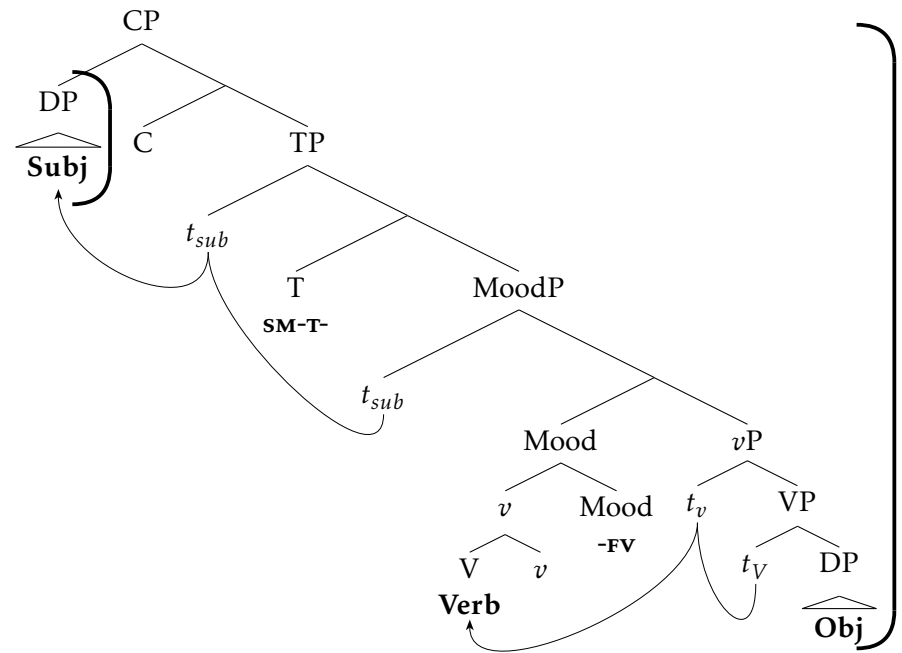 CP
DP
C
TP
Subj
t_sub
T
MoodP
SM-T-
t_sub
Mood
vP
v
Mood
t_v
VP
-FV
V
v
t_V
DP
Verb
Obj